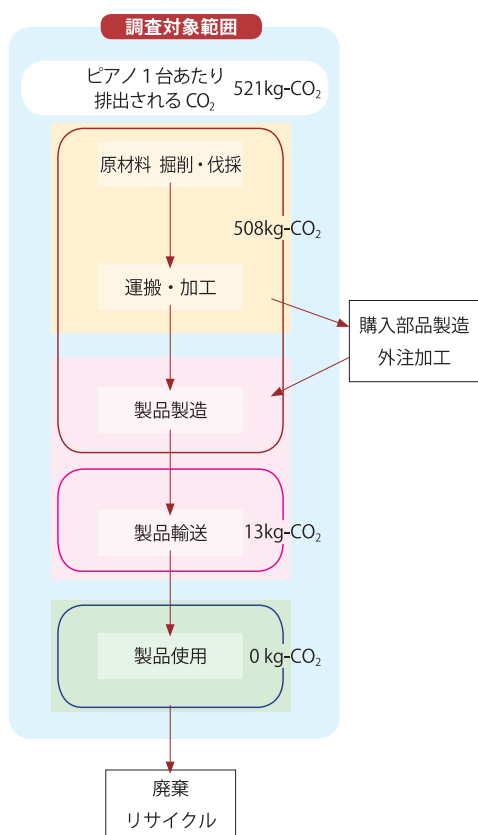 調査対象範囲
ピアノ1台あたり
排出されるCO₂
521kg-CO₂
原材料 掘削・伐採
508kg-CO₂
運搬・加工
購入部品製造
外注加工
製品製造
製品輸送
13kg-CO₂
製品使用
0 kg-CO₂
廃棄
リサイクル